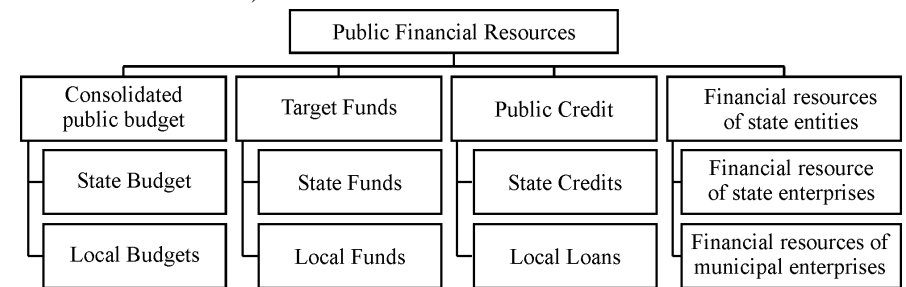 Public Financial Resources
Consolidated
public budget
Target Funds
Public Credit
Financial resources
of state entities
State Budget
State Funds
State Credits
Financial resource
of state enterprises
Local Budgets
Local Funds
Local Loans
Financial resources of
municipal enterprises